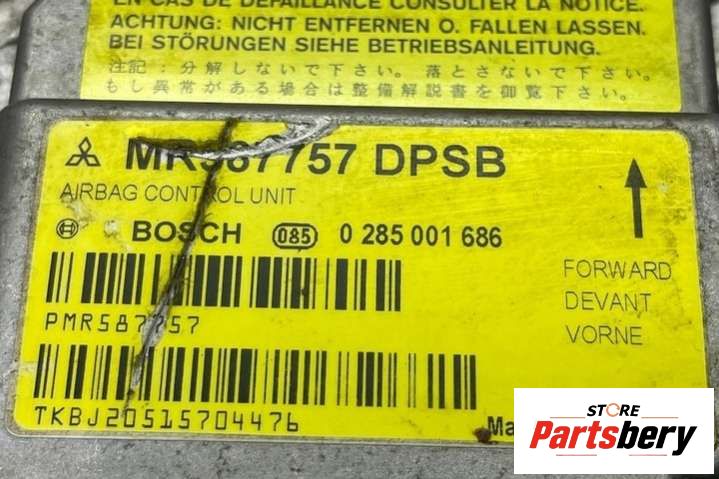 EN CAS DE DÉFAILLANCE CONSULTER LA NOTICE.
ACHTUNG: NICHT ENTFERNEN O. FALLEN LASSEN.
BEI STÖRUNGEN SIEHE BETRIEBSANLEITUNG.
注記：分解しないで下さい。落とさないで下さい。
もし異常がある場合は整備解説書を御覧下さい。
MR587757 DPSB
AIRBAG CONTROL UNIT
BOSCH 085 0 285 001 686
FORWARD
DEVANT
VORNE
PMR587757
TKBJ20515704476
STORE
Partsbery